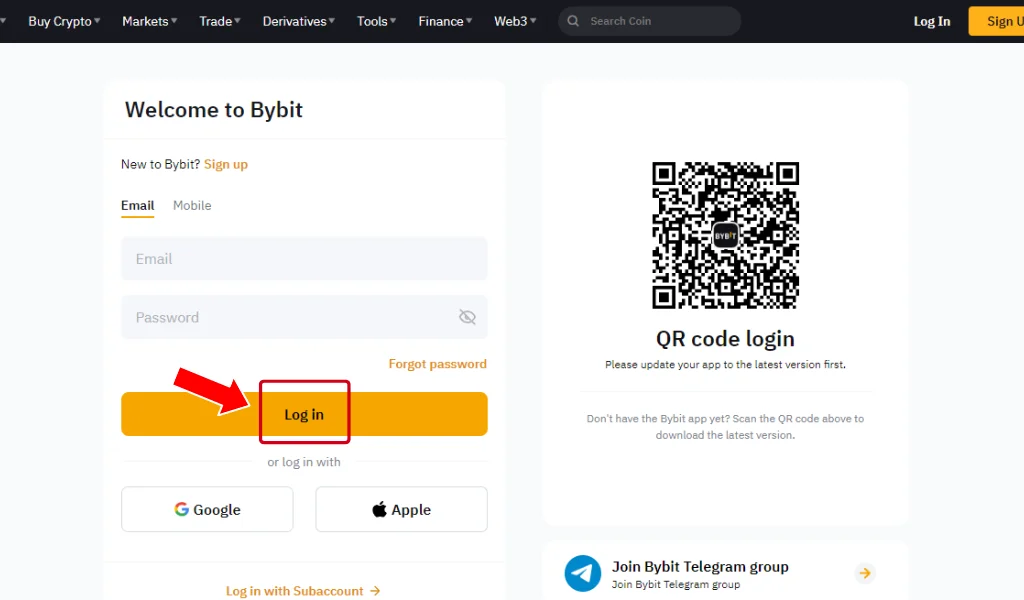 Buy Crypto Markets Trade Derivatives Tools Finance Web3 Search Coin Log In Sign U
Welcome to Bybit
New to Bybit? Sign up
Email Mobile
Email
Password
Forgot password
Log in
or log in with
Google Apple
Log in with Subaccount →
BYBIT
QR code login
Please update your app to the latest version first.
Don't have the Bybit app yet? Scan the QR code above to
download the latest version.
Join Bybit Telegram group
Join Bybit Telegram group